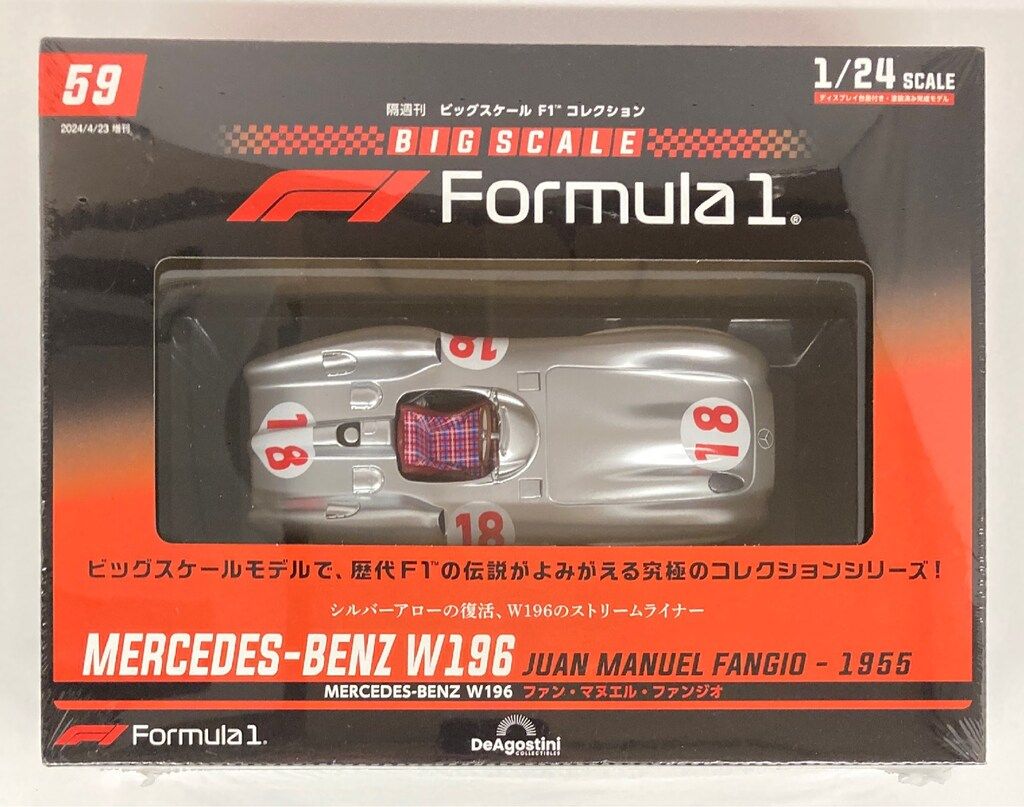 59
2024/4/23 増刊
1/24 SCALE
ディスプレイ台座付き・塗装済み完成モデル
隔週刊 ビッグスケール F1™ コレクション
BIG SCALE
Formula 1®
18
18
18
18
ビッグスケールモデルで、歴代F1™の伝説がよみがえる究極のコレクションシリーズ!
シルバーアローの復活、W196のストリームライナー
MERCEDES-BENZ W196 JUAN MANUEL FANGIO - 1955
MERCEDES-BENZ W196 ファン・マヌエル・ファンジオ
Formula 1®
DeAgostini
COLLECTIBLES